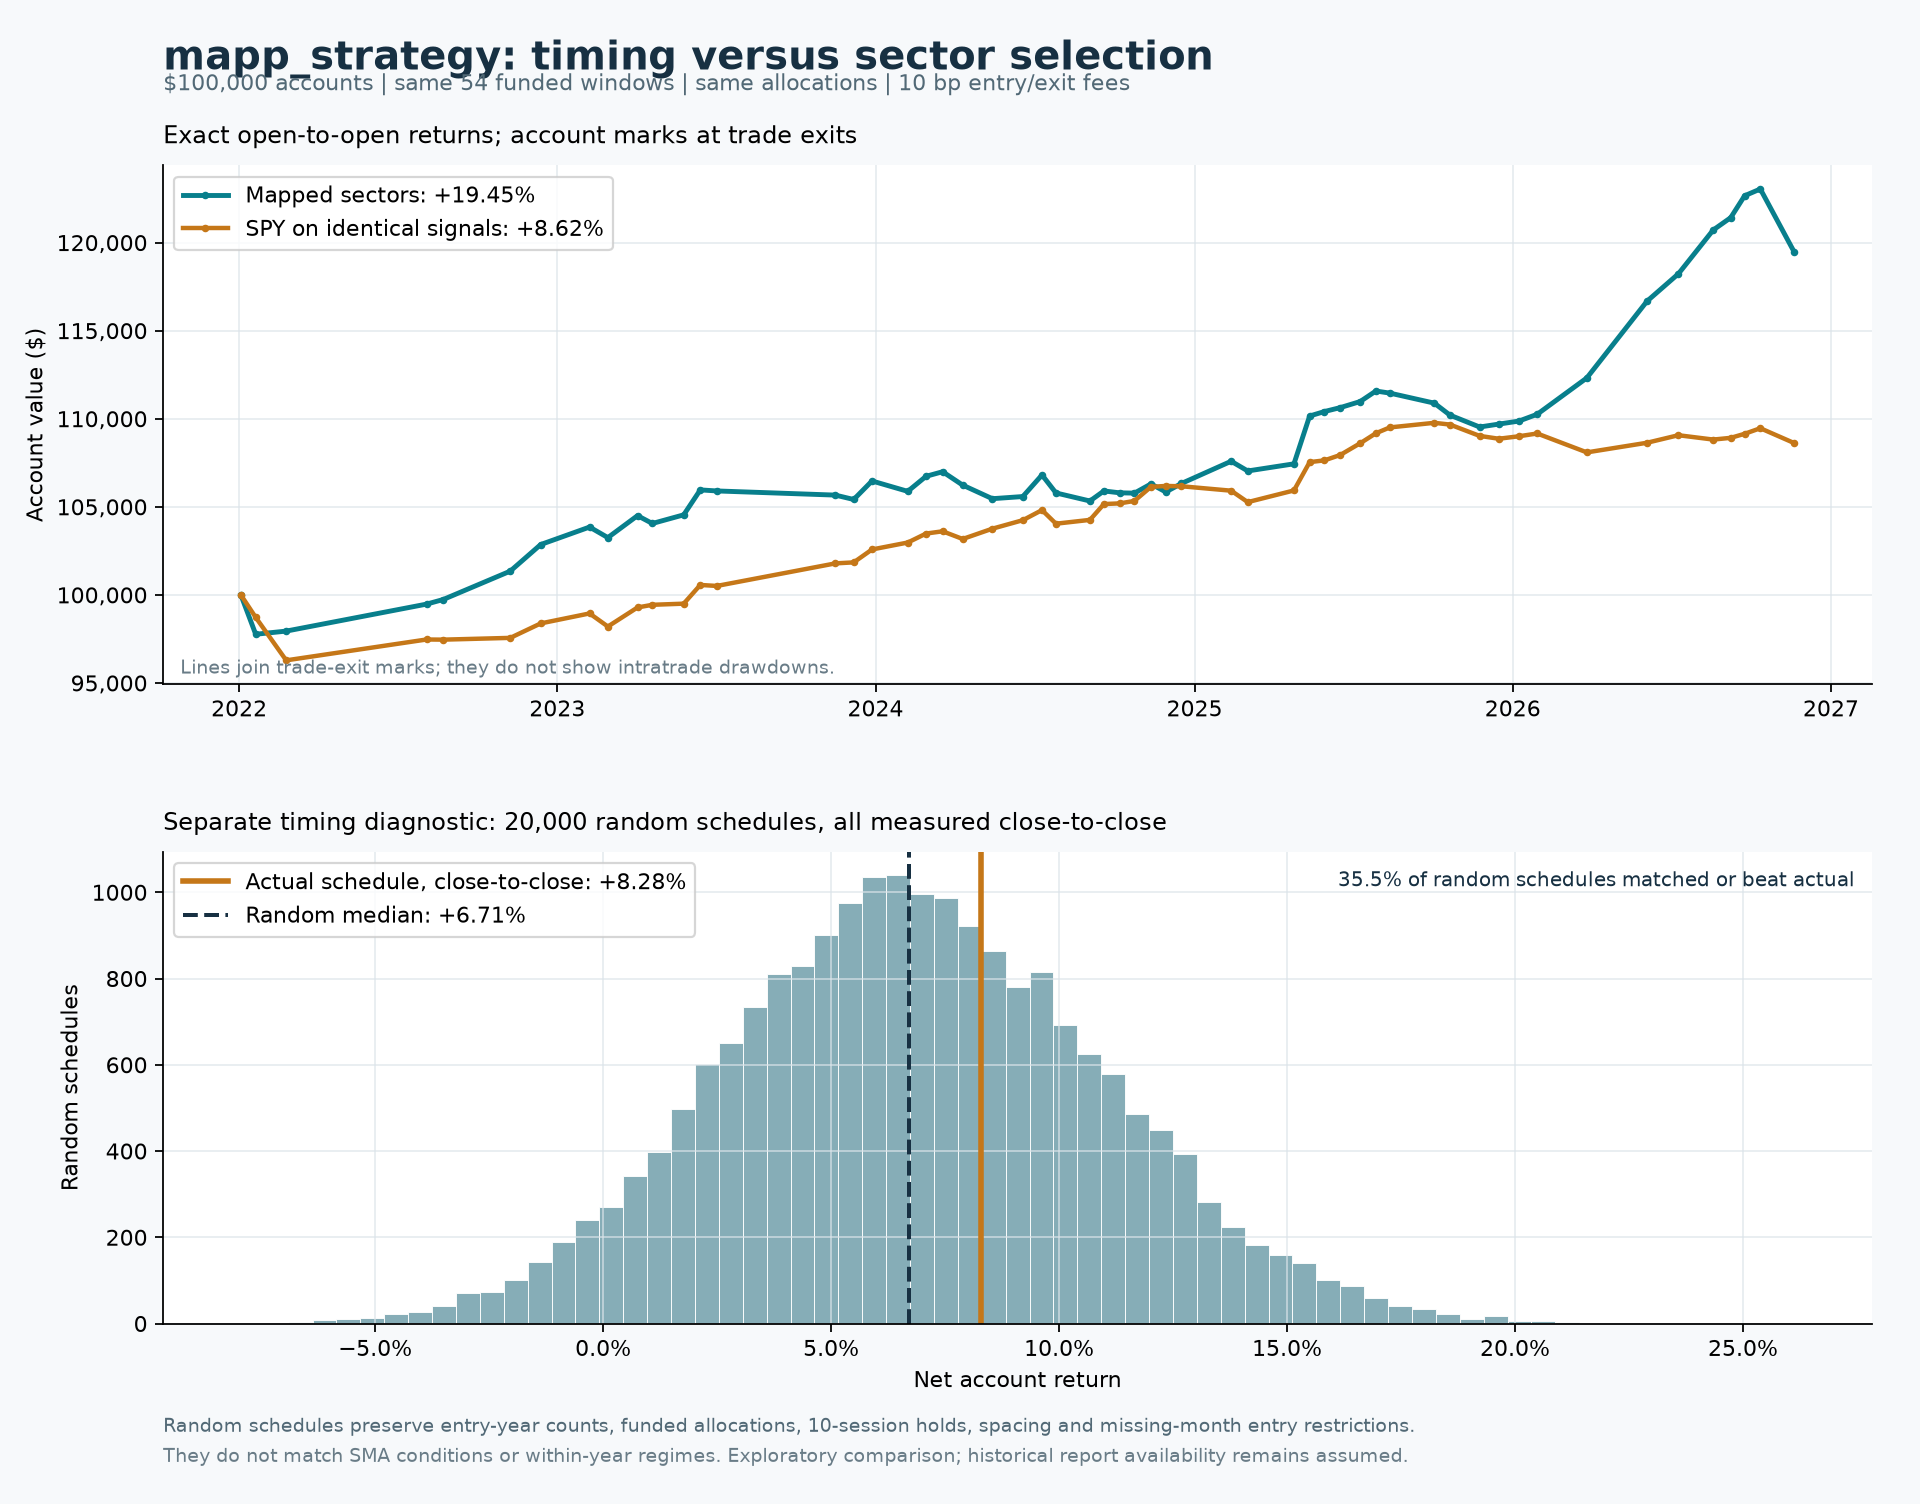 mapp_strategy: timing versus sector selection
$100,000 accounts | same 54 funded windows | same allocations | 10 bp entry/exit fees
Exact open-to-open returns; account marks at trade exits
Mapped sectors: +19.45%
SPY on identical signals: +8.62%
Account value ($)
120,000
115,000
110,000
105,000
100,000
95,000
Lines join trade-exit marks; they do not show intratrade drawdowns.
2022 2023 2024 2025 2026 2027
Separate timing diagnostic: 20,000 random schedules, all measured close-to-close
Actual schedule, close-to-close: +8.28%
Random median: +6.71%
35.5% of random schedules matched or beat actual
Random schedules
1000
800
600
400
200
0
−5.0% 0.0% 5.0% 10.0% 15.0% 20.0% 25.0%
Net account return
Random schedules preserve entry-year counts, funded allocations, 10-session holds, spacing and missing-month entry restrictions.
They do not match SMA conditions or within-year regimes. Exploratory comparison; historical report availability remains assumed.